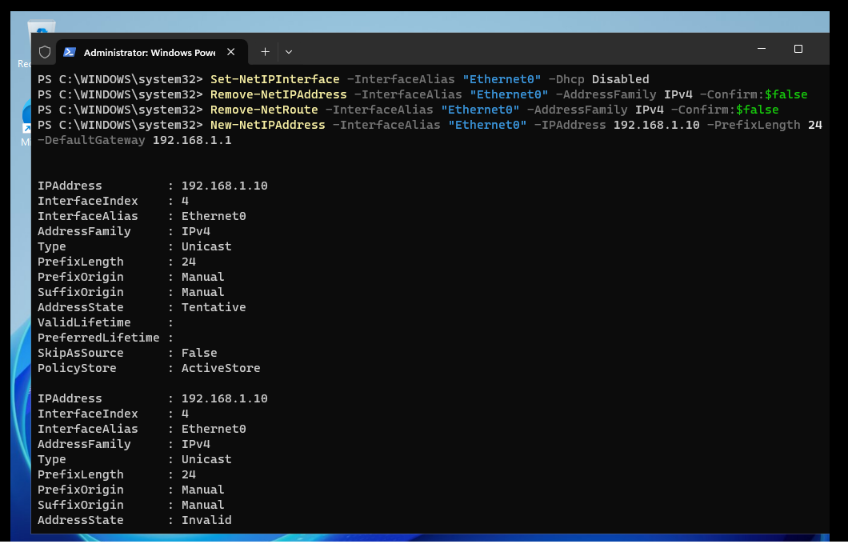 Rec
Administrator: Windows Powe
PS C:\WINDOWS\system32> Set-NetIPInterface -InterfaceAlias "Ethernet0" -Dhcp Disabled
PS C:\WINDOWS\system32> Remove-NetIPAddress -InterfaceAlias "Ethernet0" -AddressFamily IPv4 -Confirm:$false
PS C:\WINDOWS\system32> Remove-NetRoute -InterfaceAlias "Ethernet0" -AddressFamily IPv4 -Confirm:$false
PS C:\WINDOWS\system32> New-NetIPAddress -InterfaceAlias "Ethernet0" -IPAddress 192.168.1.10 -PrefixLength 24
-DefaultGateway 192.168.1.1
IPAddress : 192.168.1.10
InterfaceIndex : 4
InterfaceAlias : Ethernet0
AddressFamily : IPv4
Type : Unicast
PrefixLength : 24
PrefixOrigin : Manual
SuffixOrigin : Manual
AddressState : Tentative
ValidLifetime :
PreferredLifetime :
SkipAsSource : False
PolicyStore : ActiveStore
IPAddress : 192.168.1.10
InterfaceIndex : 4
InterfaceAlias : Ethernet0
AddressFamily : IPv4
Type : Unicast
PrefixLength : 24
PrefixOrigin : Manual
SuffixOrigin : Manual
AddressState : Invalid